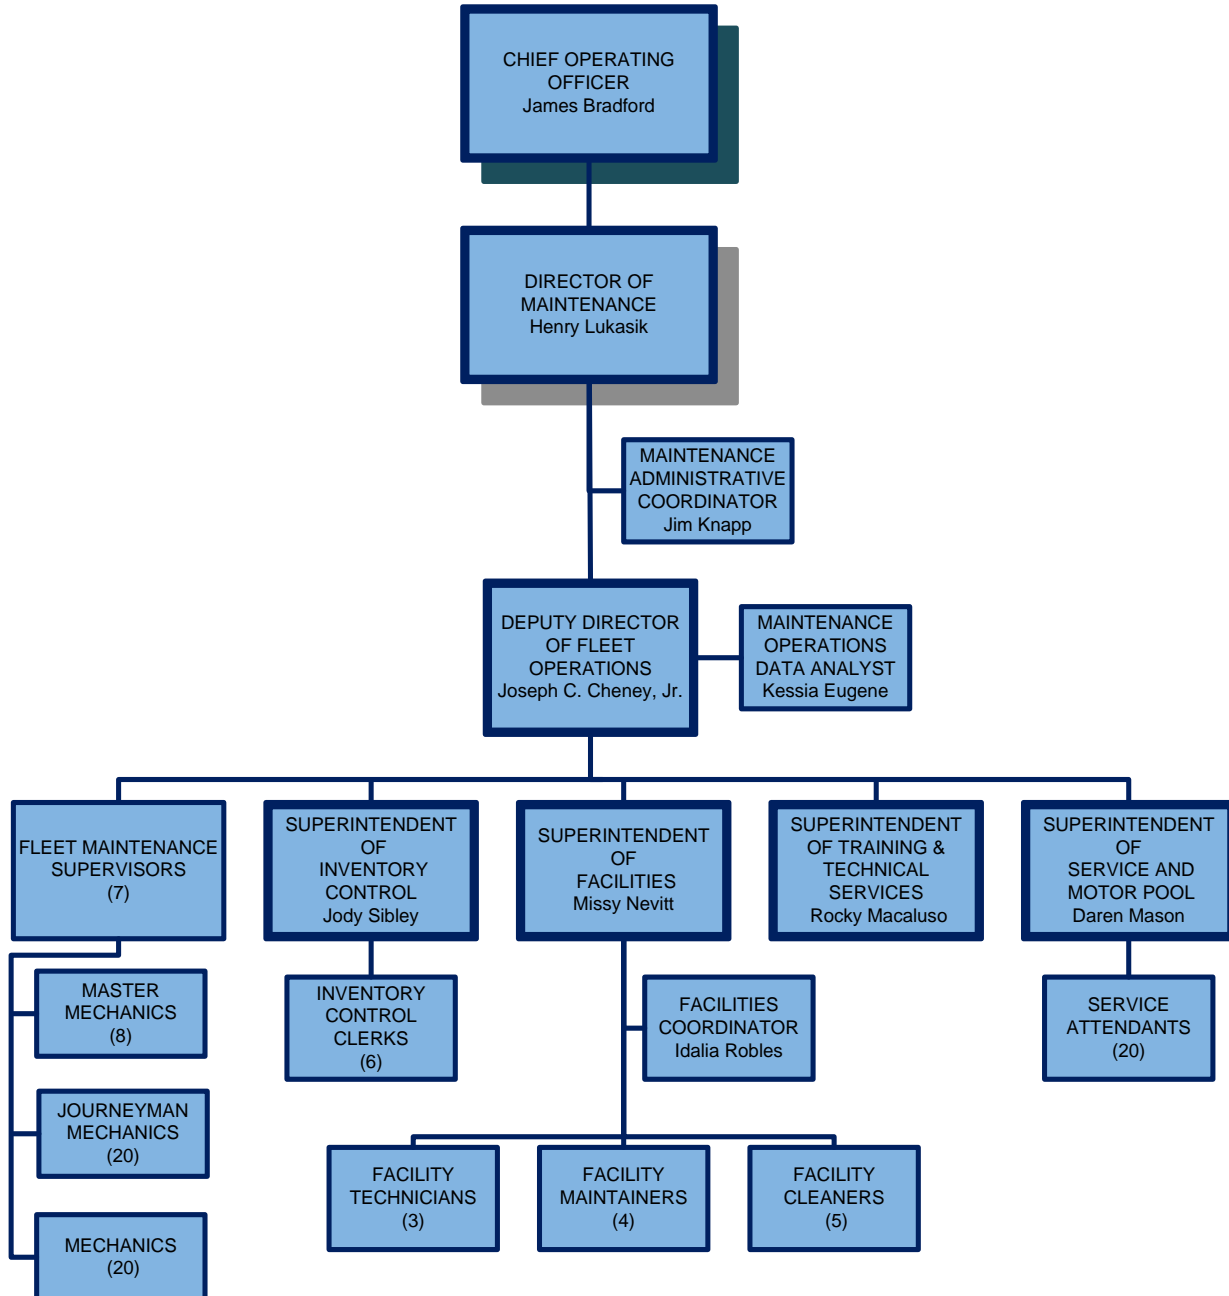 CHIEF OPERATING
OFFICER
James Bradford
DIRECTOR OF
MAINTENANCE
Henry Lukasik
MAINTENANCE
ADMINISTRATIVE
COORDINATOR
Jim Knapp
DEPUTY DIRECTOR
OF FLEET
OPERATIONS
Joseph C. Cheney, Jr.
MAINTENANCE
OPERATIONS
DATA ANALYST
Kessia Eugene
FLEET MAINTENANCE
SUPERVISORS
(7)
SUPERINTENDENT
OF
INVENTORY
CONTROL
Jody Sibley
SUPERINTENDENT
OF
FACILITIES
Missy Nevitt
SUPERINTENDENT
OF TRAINING &
TECHNICAL
SERVICES
Rocky Macaluso
SUPERINTENDENT
OF
SERVICE AND
MOTOR POOL
Daren Mason
MASTER
MECHANICS
(8)
INVENTORY
CONTROL
CLERKS
(6)
FACILITIES
COORDINATOR
Idalia Robles
SERVICE
ATTENDANTS
(20)
JOURNEYMAN
MECHANICS
(20)
FACILITY
TECHNICIANS
(3)
FACILITY
MAINTAINERS
(4)
FACILITY
CLEANERS
(5)
MECHANICS
(20)